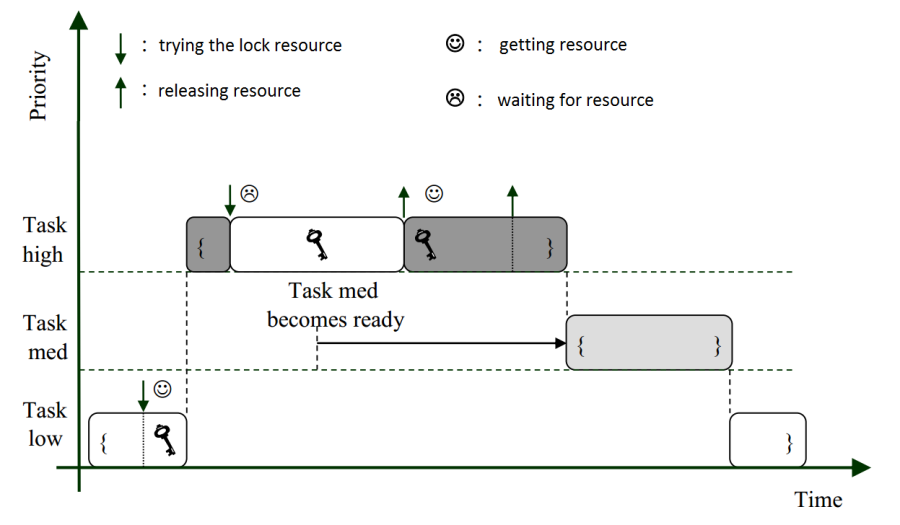 Priority
: trying the lock resource
: releasing resource
☺ : getting resource
☹ : waiting for resource
☹
☺
Task
high
{
}
Task med
becomes ready
Task
med
{
}
☺
Task
low
{
}
Time